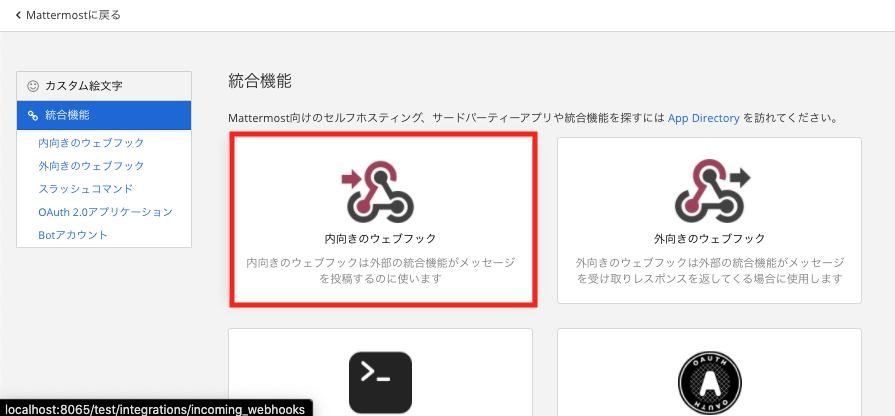 Mattermostに戻る
カスタム絵文字
統合機能
内向きのウェブフック
外向きのウェブフック
スラッシュコマンド
OAuth 2.0アプリケーション
Botアカウント
統合機能
Mattermost向けのセルフホスティング、サードパーティーアプリや統合機能を探すには App Directory を訪れてください。
内向きのウェブフック
内向きのウェブフックは外部の統合機能がメッセージ
を投稿するのに使います
外向きのウェブフック
外向きのウェブフックは外部の統合機能がメッセージ
を受け取りレスポンスを返してくる場合に使用します
OAUTH
A
OAUTH
localhost:8065/test/integrations/incoming_webhooks